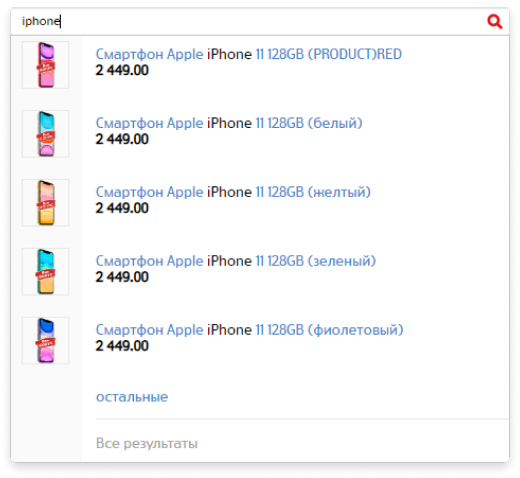 iphone
Смартфон Apple iPhone 11 128GB (PRODUCT)RED
2 449.00
Смартфон Apple iPhone 11 128GB (белый)
2 449.00
Смартфон Apple iPhone 11 128GB (желтый)
2 449.00
Смартфон Apple iPhone 11 128GB (зеленый)
2 449.00
Смартфон Apple iPhone 11 128GB (фиолетовый)
2 449.00
остальные
Все результаты